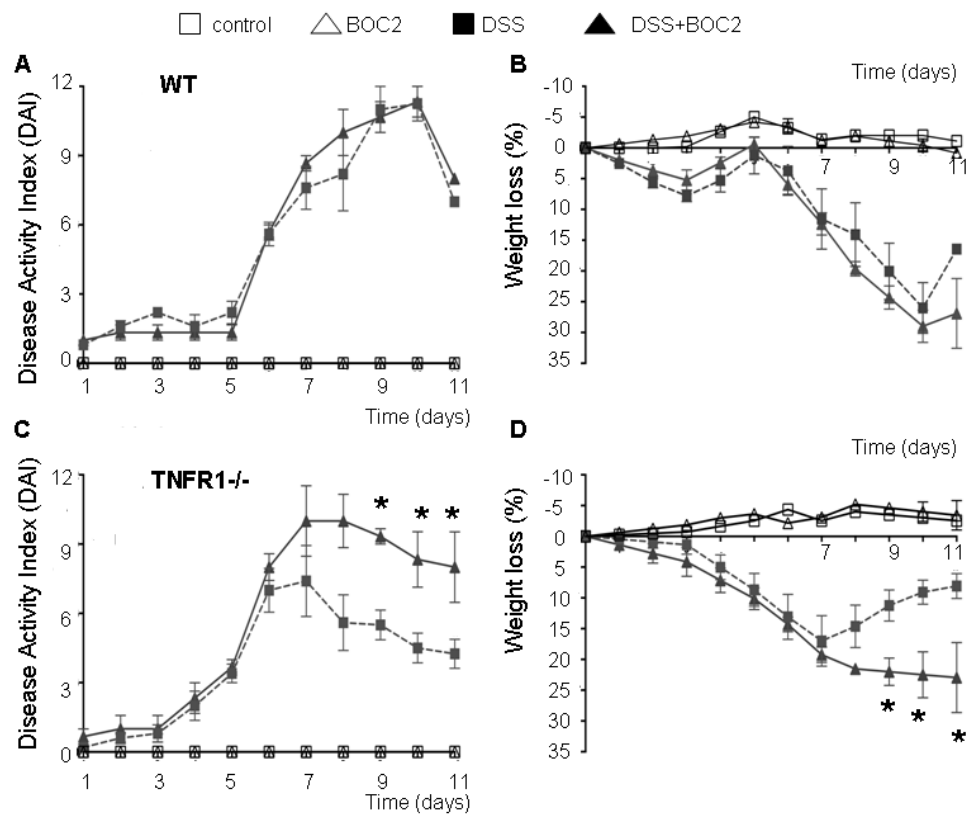 control BOC2 DSS DSS+BOC2
A WT
Disease Activity Index (DAI)
12
9
6
3
0
1 3 5 7 9 11
Time (days)
B
Time (days)
Weight loss (%)
-10
-5
0
5
10
15
20
25
30
35
7 9 11
C TNFR1-/-
Disease Activity Index (DAI)
12
9
6
3
0
* * *
1 3 5 7 9 11
Time (days)
D
Time (days)
Weight loss (%)
-10
-5
0
5
10
15
20
25
30
35
7 9 11
* * *